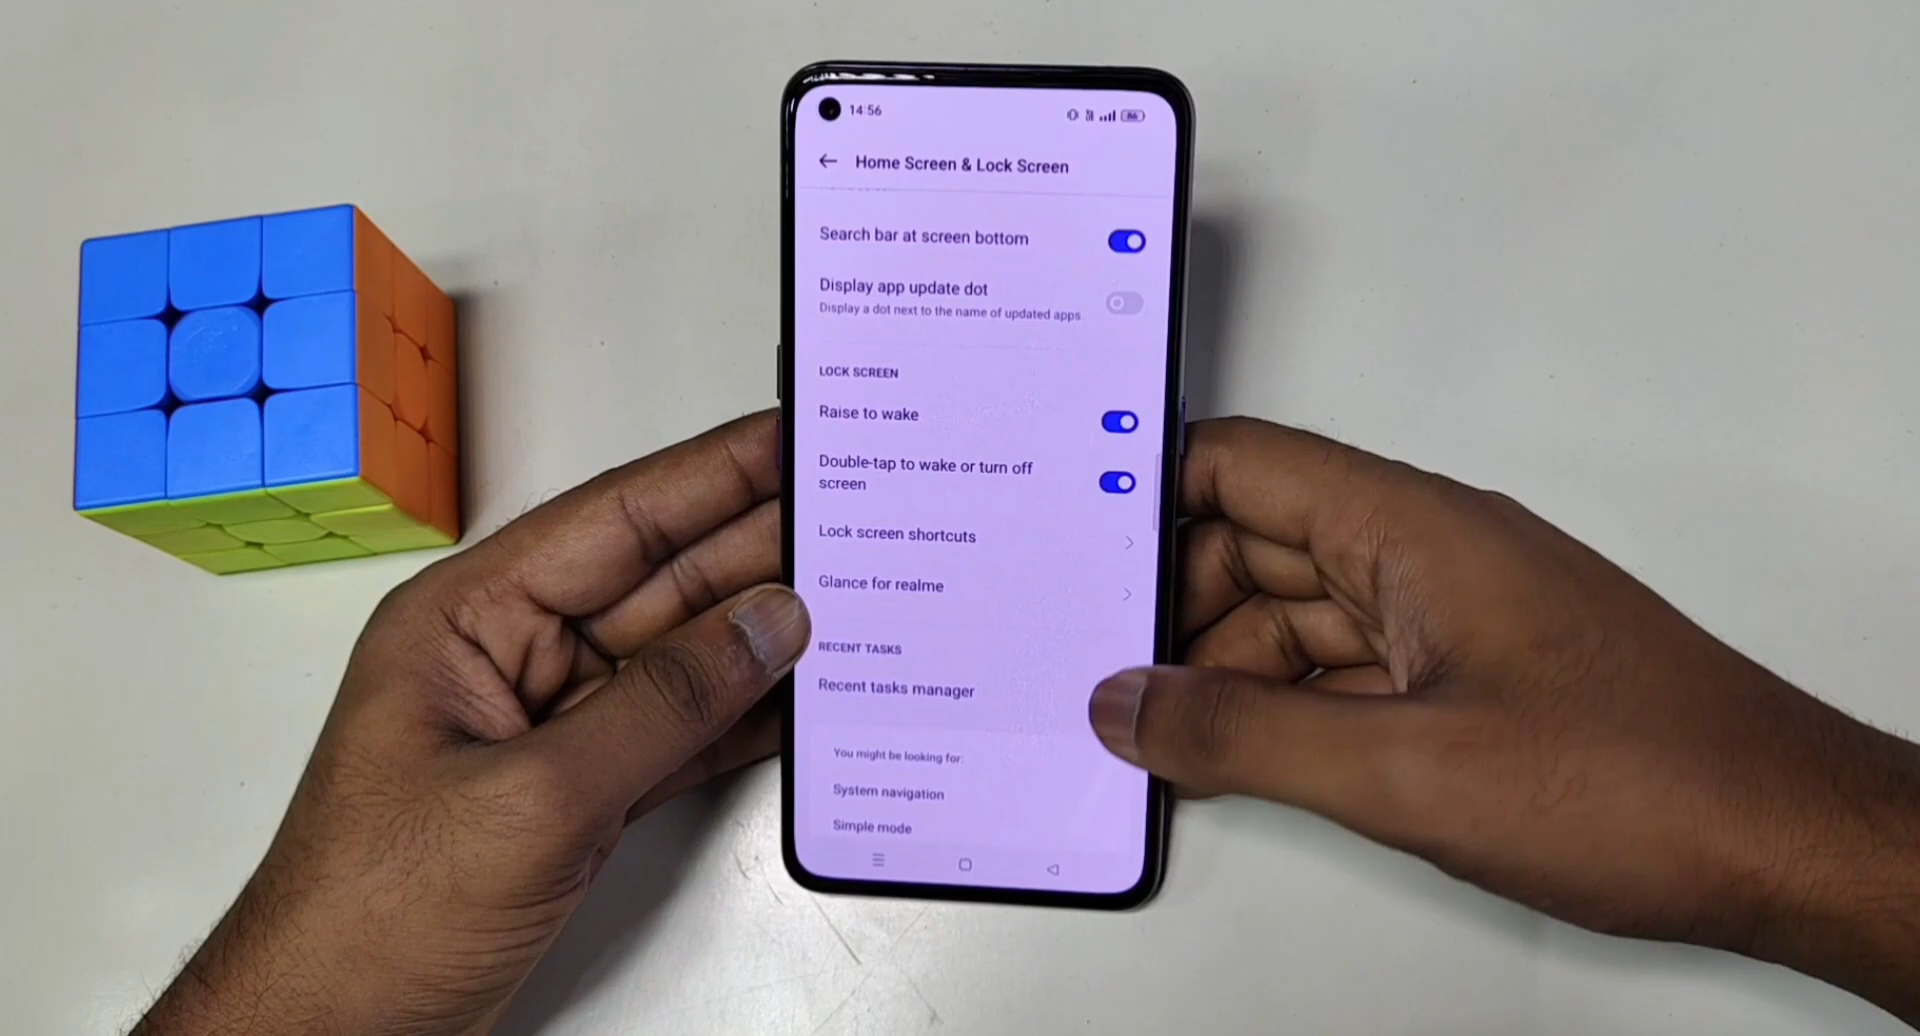 14:56
86
Home Screen & Lock Screen
Search bar at screen bottom
Display app update dot
Display a dot next to the name of updated apps
LOCK SCREEN
Raise to wake
Double-tap to wake or turn off
screen
Lock screen shortcuts
Glance for realme
RECENT TASKS
Recent tasks manager
You might be looking for:
System navigation
Simple mode